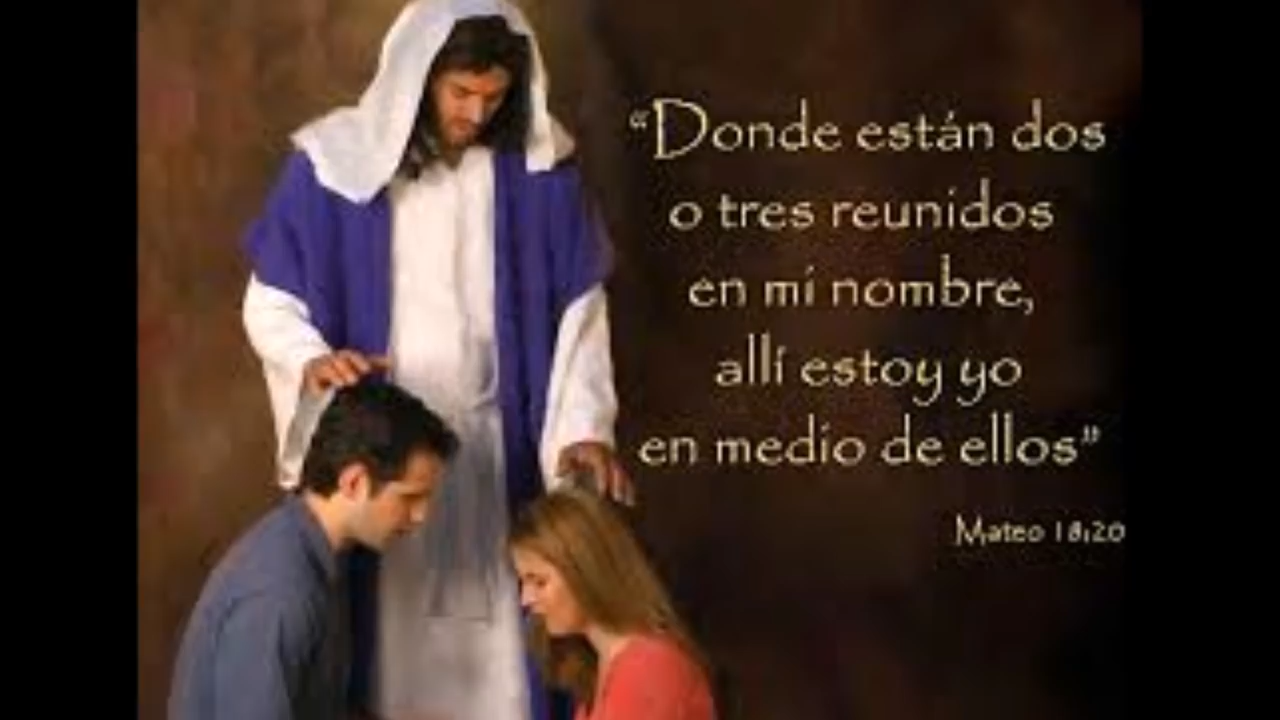 “Donde están dos
o tres reunidos
en mi nombre,
allí estoy yo
en medio de ellos”
Mateo 18:20